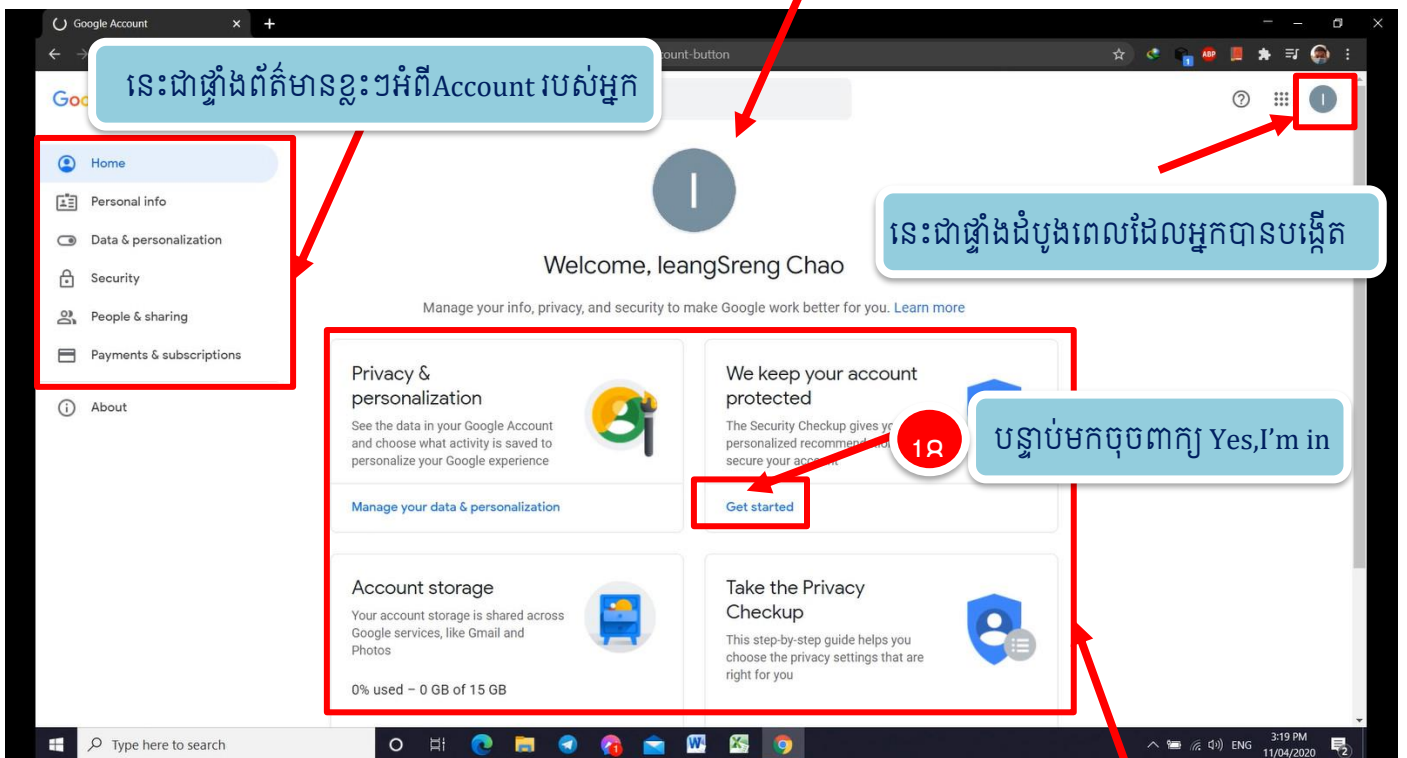 Google Account
នេះជាផ្ទាំងព័ត៌មានខ្លះៗអំពីAccount របស់អ្នក
ount-button
ABP
1
Goo
I
Home
Personal info
Data & personalization
Security
People & sharing
Payments & subscriptions
About
I
នេះជាផ្ទាំងដំបូងពេលដែលអ្នកបានបង្កើត
Welcome, IeangSreng Chao
Manage your info, privacy, and security to make Google work better for you. Learn more
Privacy &
personalization
See the data in your Google Account
and choose what activity is saved to
personalize your Google experience
Manage your data & personalization
We keep your account
protected
The Security Checkup gives
personalized
secure your
Get started
18
បន្ទាប់មកចុចពាក្យ Yes,I’m in
Account storage
Your account storage is shared across
Google services, like Gmail and
Photos
0% used – 0 GB of 15 GB
Take the Privacy
Checkup
This step-by-step guide helps you
choose the privacy settings that are
right for you
Type here to search
ENG
3:19 PM
11/04/2020
2